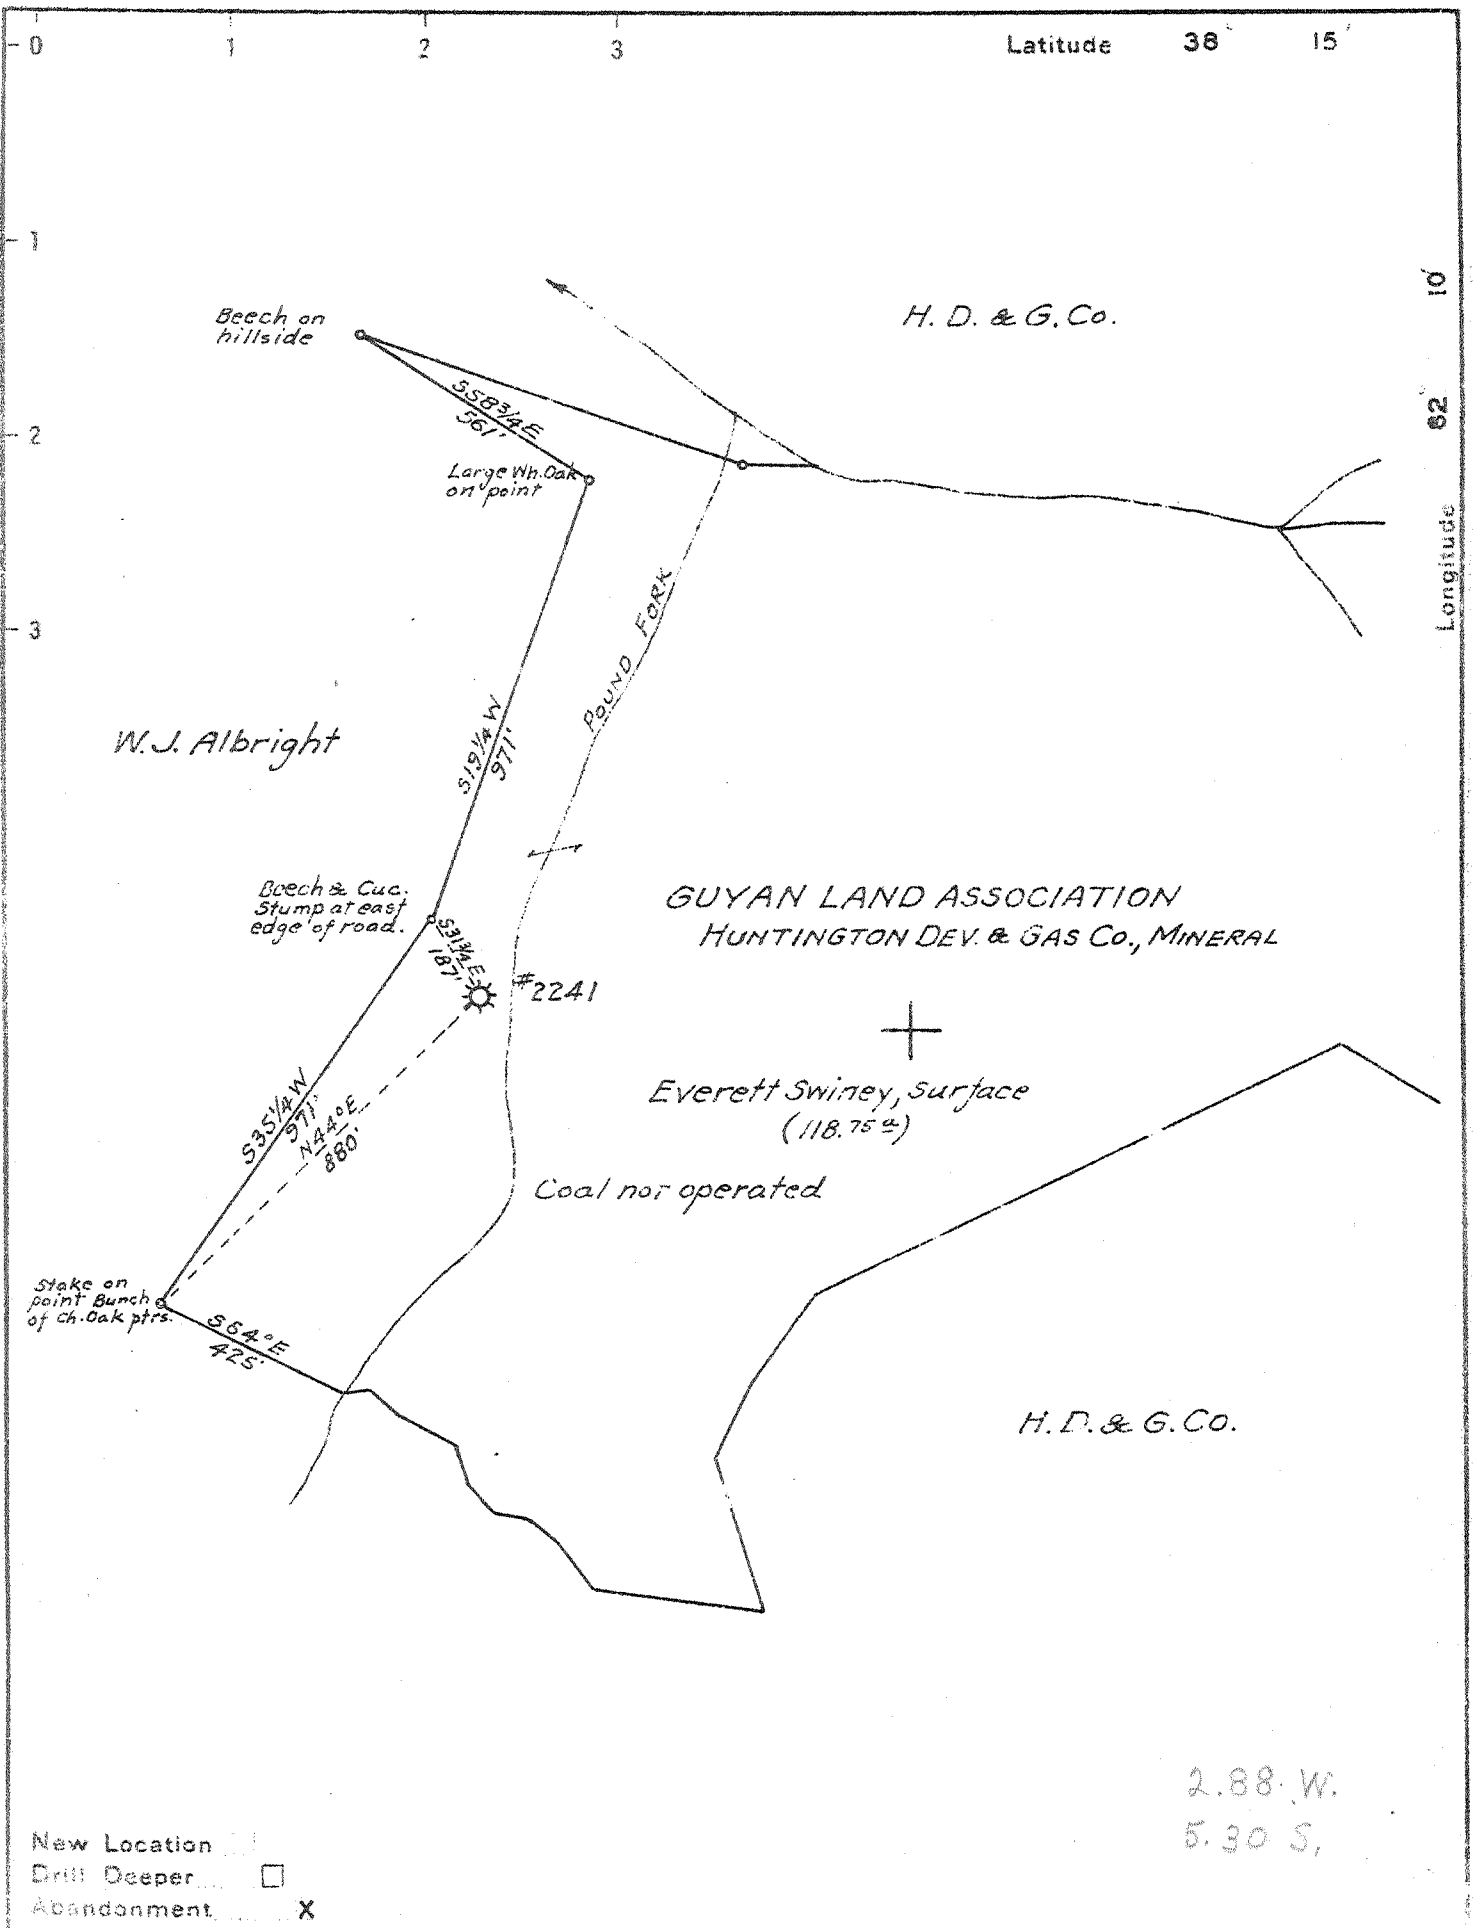 0 1 2 3 Latitude 38° 15'
1
2
3
10'
82°
Longitude
H. D. & G. Co.
Beech on
hillside
S58¾E
561'
Large Wh. Oak
on point
POUND FORK
W.J. Albright
S19¼W
971'
Beech & Cuc.
Stump at east
edge of road.
S31¾E
187'
#2241
GUYAN LAND ASSOCIATION
HUNTINGTON DEV. & GAS CO., MINERAL
Everett Swiney, surface
(118.75 a)
S35¼W
971'
N44°E
880'
Coal not operated
Stake on
point Bunch
of Ch. Oak ptrs.
S64°E
425'
H. D. & G. Co.
2.88 W.
5.30 S.
New Location
Drill Deeper
Abandonment X